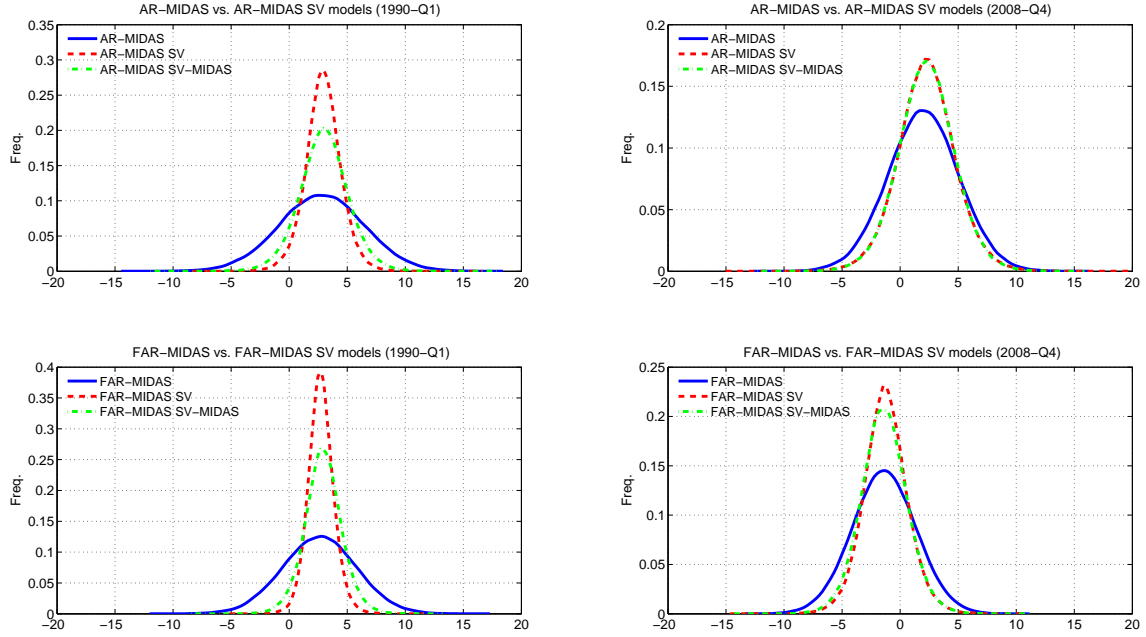 AR−MIDAS vs. AR−MIDAS SV models (1990−Q1)
0.35
0.3
0.25
0.2
0.15
0.1
0.05
0
Freq.
AR−MIDAS
AR−MIDAS SV
AR−MIDAS SV−MIDAS
−20 −15 −10 −5 0 5 10 15 20
AR−MIDAS vs. AR−MIDAS SV models (2008−Q4)
0.2
0.15
0.1
0.05
0
Freq.
AR−MIDAS
AR−MIDAS SV
AR−MIDAS SV−MIDAS
−20 −15 −10 −5 0 5 10 15 20
FAR−MIDAS vs. FAR−MIDAS SV models (1990−Q1)
0.4
0.35
0.3
0.25
0.2
0.15
0.1
0.05
0
Freq.
FAR−MIDAS
FAR−MIDAS SV
FAR−MIDAS SV−MIDAS
−20 −15 −10 −5 0 5 10 15 20
FAR−MIDAS vs. FAR−MIDAS SV models (2008−Q4)
0.25
0.2
0.15
0.1
0.05
0
Freq.
FAR−MIDAS
FAR−MIDAS SV
FAR−MIDAS SV−MIDAS
−20 −15 −10 −5 0 5 10 15 20